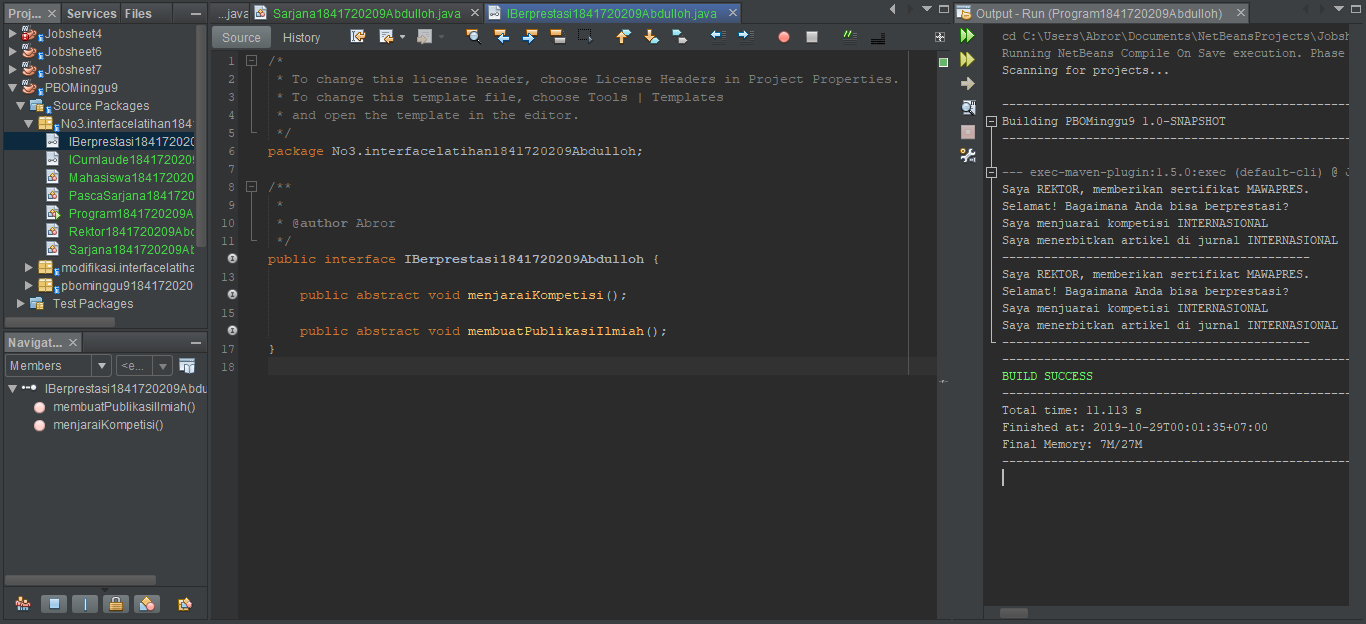 Proj... Services Files
Jobsheet4
Jobsheet6
Jobsheet7
PBOMinggu9
Source Packages
No3.interfacelatihan184
IBerprestasi184172020
ICumlaude1841720209
Mahasiswa184172020
PascaSarjana184172
Program1841720209A
Rektor1841720209Abd
Sarjana1841720209Ab
modifikasi.interfacelatiha
pbominggu9184172020
Test Packages
Navigat...
Members <e...
IBerprestasi1841720209Abdu
membuatPublikasiIlmiah()
menjaraiKompetisi()
...java Sarjana1841720209Abdulloh.java IBerprestasi1841720209Abdulloh.java
Source History
1 /*
2 * To change this license header, choose License Headers in Project Properties.
3 * To change this template file, choose Tools | Templates
4 * and open the template in the editor.
5 */
6 package No3.interfacelatihan1841720209Abdulloh;
7
8 /**
9 *
10 * @author Abror
11 */
public interface IBerprestasi1841720209Abdulloh {
13
public abstract void menjaraiKompetisi();
15
public abstract void membuatPublikasiIlmiah();
17 }
18
Output - Run (Program1841720209Abdulloh)
cd C:\Users\Abror\Documents\NetBeansProjects\Jobsh
Running NetBeans Compile On Save execution. Phase
Scanning for projects...
------------------------------------------------------
Building PBOMinggu9 1.0-SNAPSHOT
------------------------------------------------------
--- exec-maven-plugin:1.5.0:exec (default-cli) @ J
Saya REKTOR, memberikan sertifikat MAWAPRES.
Selamat! Bagaimana Anda bisa berprestasi?
Saya menjuarai kompetisi INTERNASIONAL
Saya menerbitkan artikel di jurnal INTERNASIONAL
-----------------------------------------------
Saya REKTOR, memberikan sertifikat MAWAPRES.
Selamat! Bagaimana Anda bisa berprestasi?
Saya menjuarai kompetisi INTERNASIONAL
Saya menerbitkan artikel di jurnal INTERNASIONAL
-----------------------------------------------
------------------------------------------------------
BUILD SUCCESS
------------------------------------------------------
Total time: 11.113 s
Finished at: 2019-10-29T00:01:35+07:00
Final Memory: 7M/27M
------------------------------------------------------